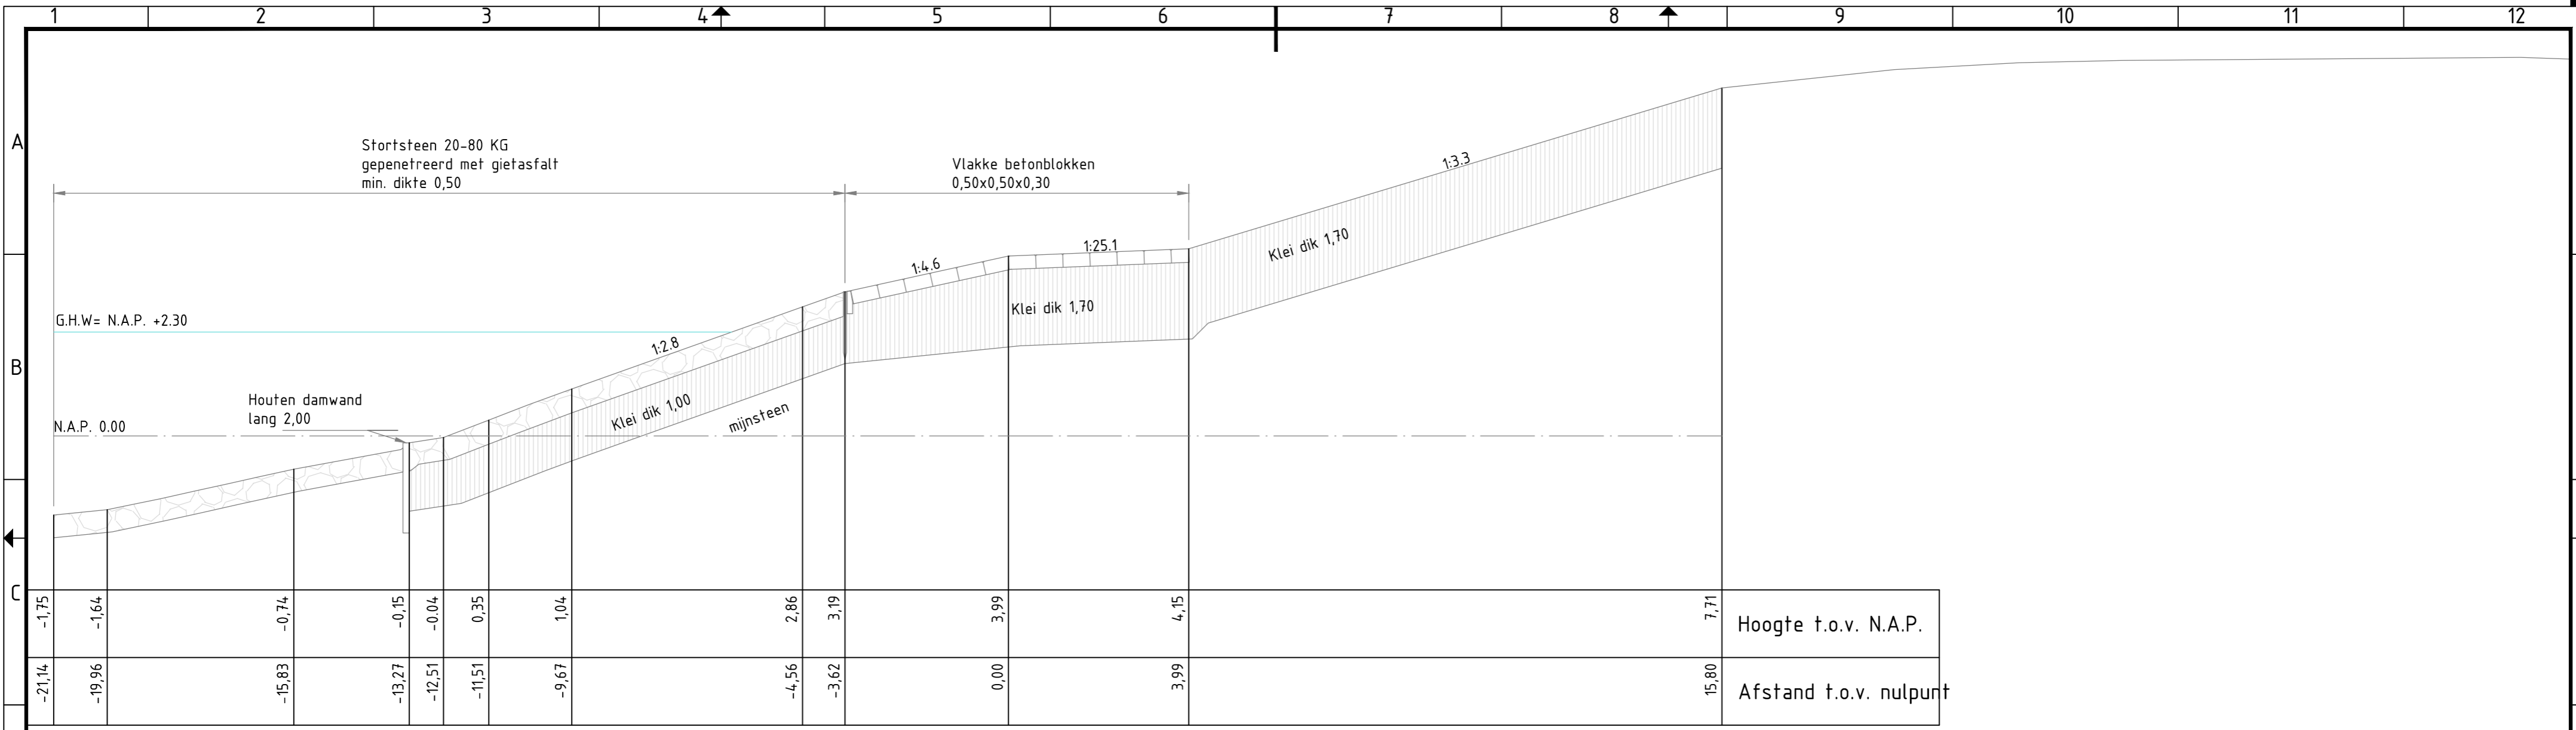 1 2 3 4 5 6 7 8 9 10 11 12
A
Stortsteen 20-80 KG
gepenetreerd met gietasfalt
min. dikte 0,50
Vlakke betonblokken
0,50x0,50x0,30
1:3.3
Klei dik 1,70
1:25.1
1:4.6
Klei dik 1,70
G.H.W= N.A.P. +2.30
1:2.8
B
Houten damwand
lang 2,00
Klei dik 1,00
mijnsteen
N.A.P. 0.00
C
-1,75 -1,64 -0,74 -0,15 -0.04 0,35 1,04 2,86 3,19 3,99 4,15 7,71 Hoogte t.o.v. N.A.P.
-21,14 -19,96 -15,83 -13,27 -12,51 -11,51 -9,67 -4,56 -3,62 0,00 3,99 15,80 Afstand t.o.v. nulpunt